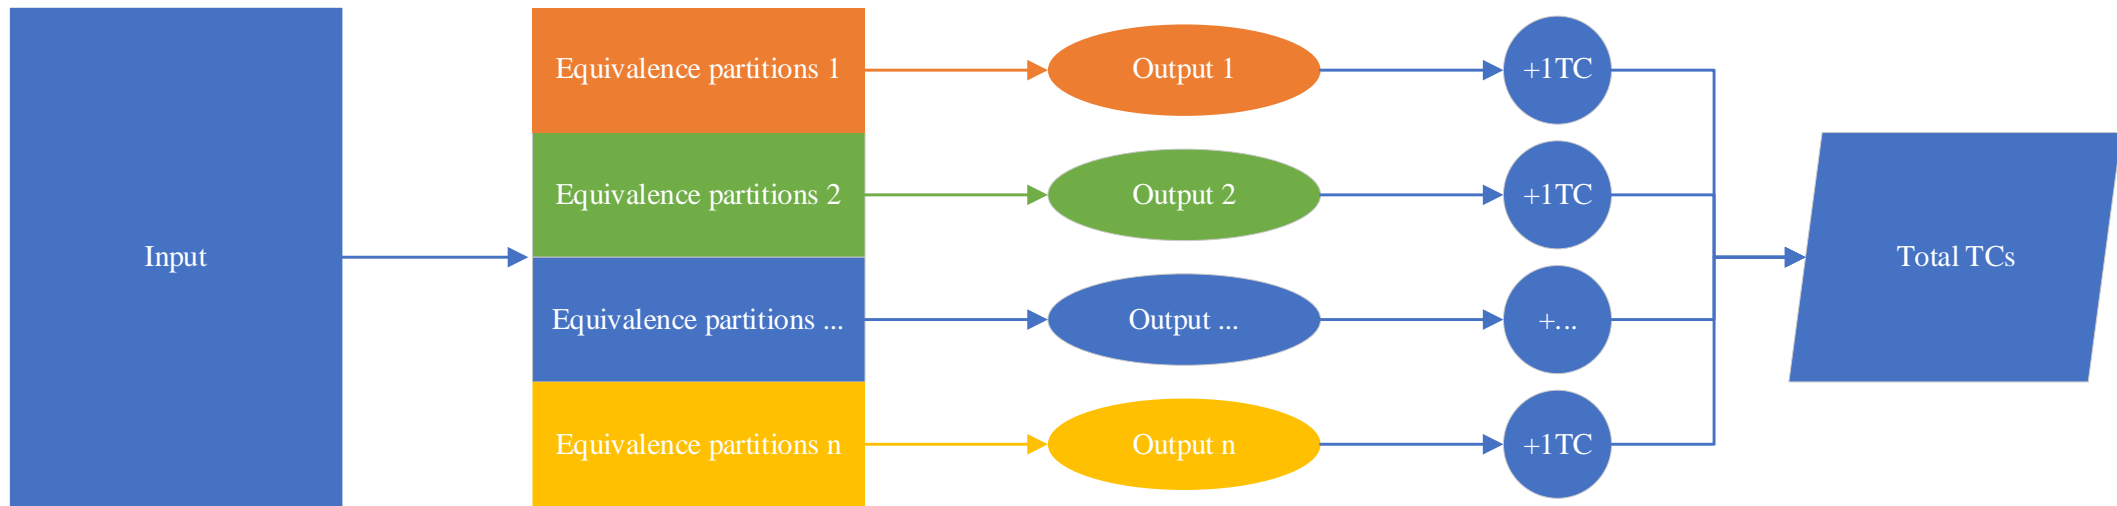 Equivalence partitions 1
Output 1
+1TC
Equivalence partitions 2
Output 2
+1TC
Input
Total TCs
Equivalence partitions ...
Output ...
+...
Equivalence partitions n
Output n
+1TC